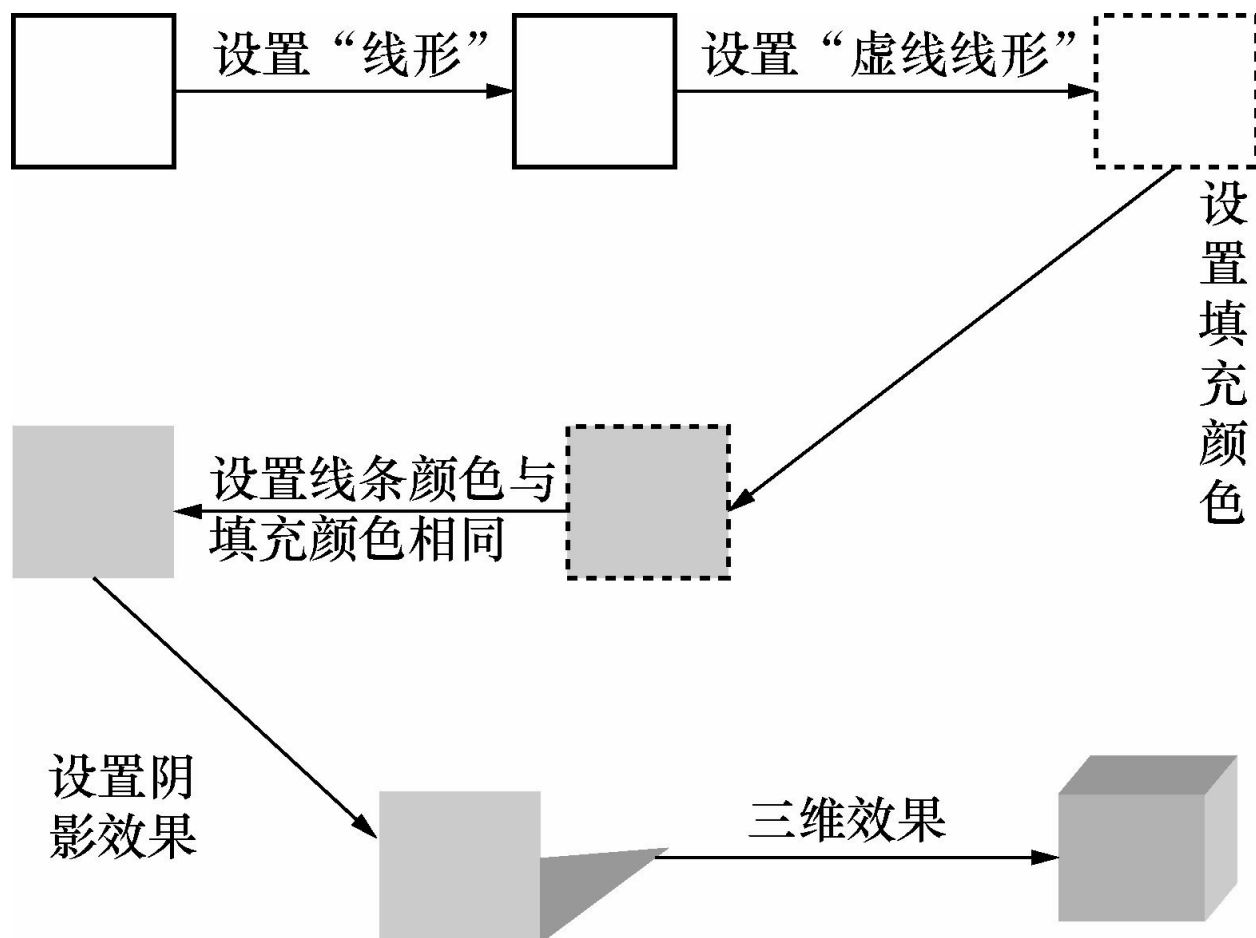 设置“线形”
设置“虚线线形”
设置填充颜色
设置线条颜色与
填充颜色相同
设置阴
影效果
三维效果